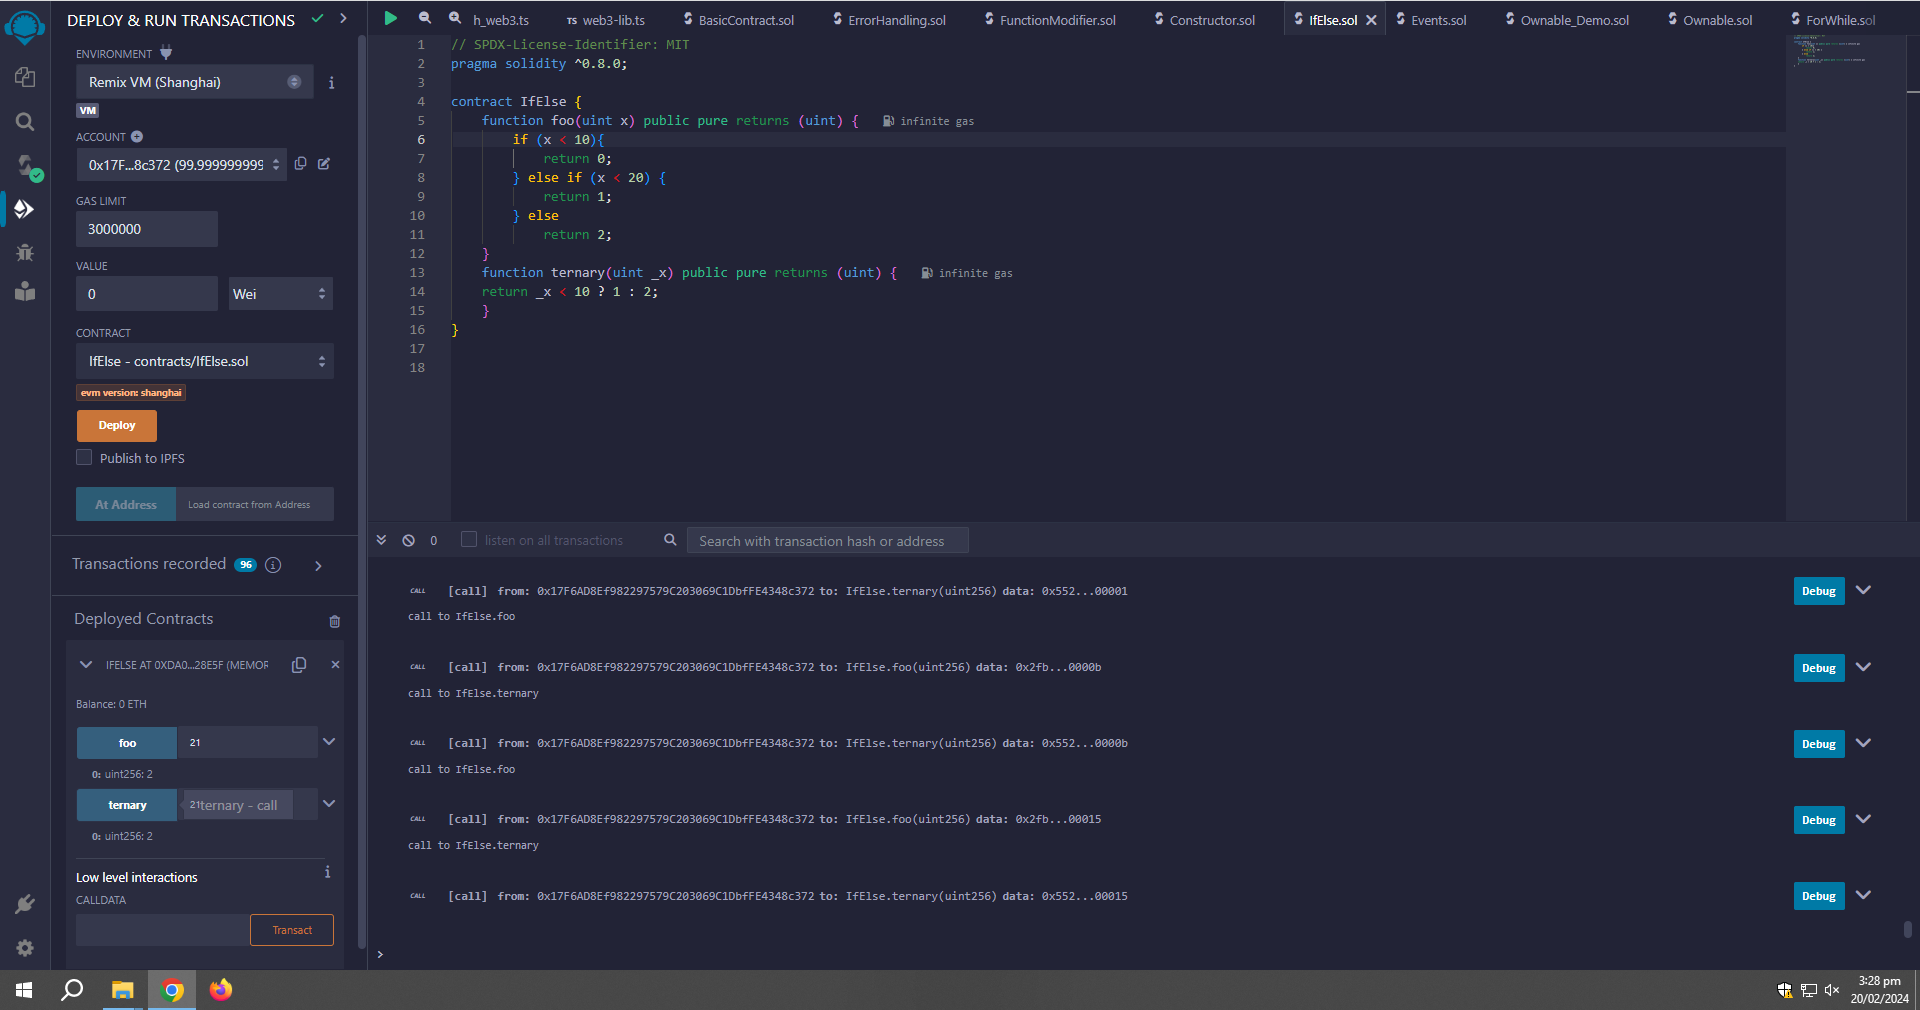 DEPLOY & RUN TRANSACTIONS
ENVIRONMENT
Remix VM (Shanghai)
VM
ACCOUNT
0x17F...8c372 (99.999999999
GAS LIMIT
3000000
VALUE
0
Wei
CONTRACT
IfElse - contracts/IfElse.sol
evm version: shanghai
Deploy
Publish to IPFS
At Address
Load contract from Address
Transactions recorded 96
Deployed Contracts
IFELSE AT 0XDA0...28E5F (MEMOR
Balance: 0 ETH
foo
21
0: uint256: 2
ternary
21
ternary - call
0: uint256: 2
Low level interactions
CALLDATA
Transact
h_web3.ts
TS web3-lib.ts
BasicContract.sol
ErrorHandling.sol
FunctionModifier.sol
Constructor.sol
IfElse.sol
Events.sol
Ownable_Demo.sol
Ownable.sol
ForWhile.sol
1 // SPDX-License-Identifier: MIT
2 pragma solidity ^0.8.0;
3
4 contract IfElse {
5 function foo(uint x) public pure returns (uint) { infinite gas
6 if (x < 10){
7 return 0;
8 } else if (x < 20) {
9 return 1;
10 } else
11 return 2;
12 }
13 function ternary(uint _x) public pure returns (uint) { infinite gas
14 return _x < 10 ? 1 : 2;
15 }
16 }
17
18
0
listen on all transactions
Search with transaction hash or address
CALL [call] from: 0x17F6AD8Ef982297579C203069C1DbfFE4348c372 to: IfElse.ternary(uint256) data: 0x552...00001
Debug
call to IfElse.foo
CALL [call] from: 0x17F6AD8Ef982297579C203069C1DbfFE4348c372 to: IfElse.foo(uint256) data: 0x2fb...0000b
Debug
call to IfElse.ternary
CALL [call] from: 0x17F6AD8Ef982297579C203069C1DbfFE4348c372 to: IfElse.ternary(uint256) data: 0x552...0000b
Debug
call to IfElse.foo
CALL [call] from: 0x17F6AD8Ef982297579C203069C1DbfFE4348c372 to: IfElse.foo(uint256) data: 0x2fb...00015
Debug
call to IfElse.ternary
CALL [call] from: 0x17F6AD8Ef982297579C203069C1DbfFE4348c372 to: IfElse.ternary(uint256) data: 0x552...00015
Debug
>
3:28 pm
20/02/2024